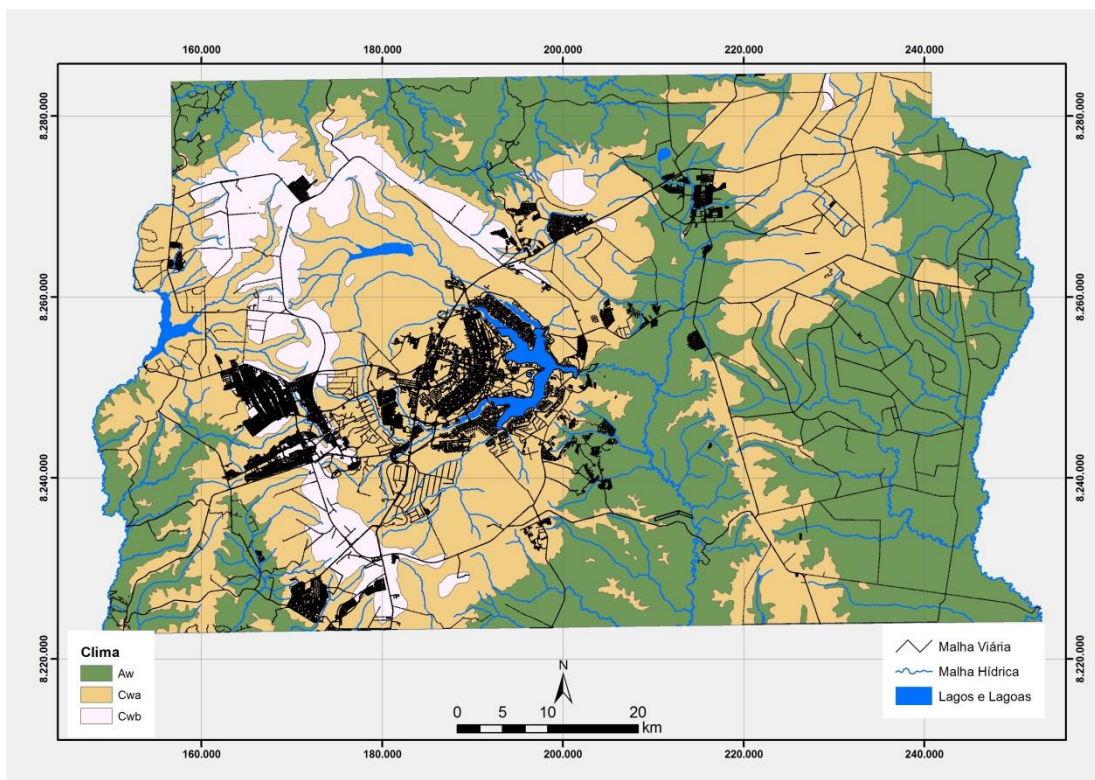 160.000 180.000 200.000 220.000 240.000
8.280.000 8.280.000
8.260.000 8.260.000
8.240.000 8.240.000
8.220.000 8.220.000
Clima
Aw
Cwa
Cwb
N
0 5 10 20
km
Malha Viária
Malha Hídrica
Lagos e Lagoas
160.000 180.000 200.000 220.000 240.000